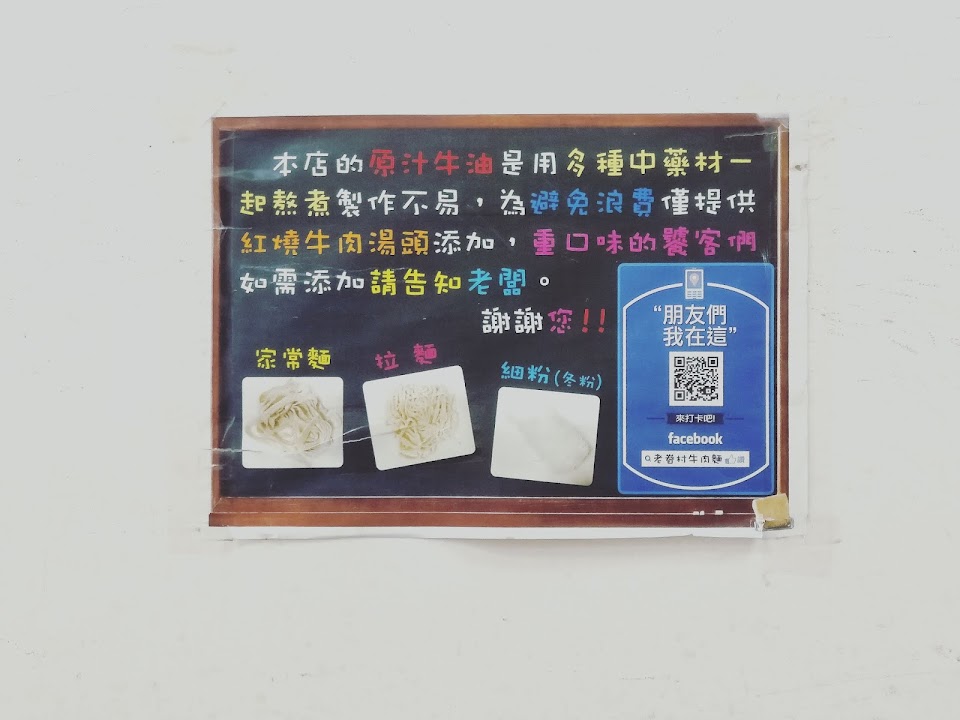 本店的原汁牛油是用多種中藥材一
起熬煮製作不易，為避免浪費僅提供
紅燒牛肉湯頭添加，重口味的饕客們
如需添加請告知老闆。
謝謝您!!
家常麵
拉麵
細粉(冬粉)
“朋友們
我在這”
來打卡吧!
facebook
老眷村牛肉麵 讚